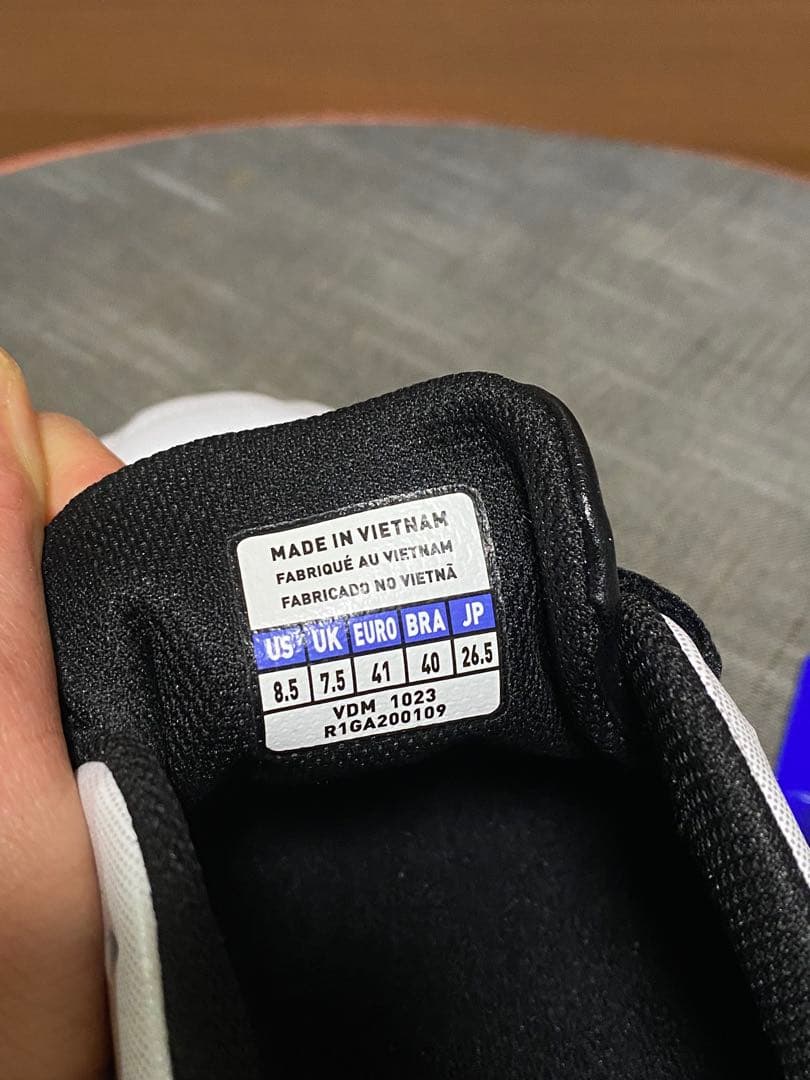 MADE IN VIETNAM
FABRIQUÉ AU VIETNAM
FABRICADO NO VIETNÃ
US UK EURO BRA JP
8.5 7.5 41 40 26.5
VDM 1023
R1GA200109